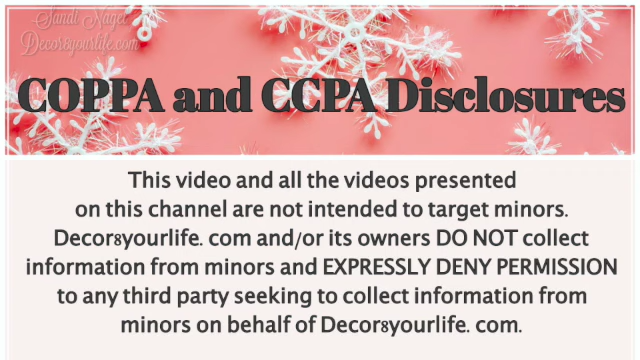 Sandi Nagel
Decor8yourlife.com
COPPA and CCPA Disclosures
This video and all the videos presented
on this channel are not intended to target minors.
Decor8yourlife. com and/or its owners DO NOT collect
information from minors and EXPRESSLY DENY PERMISSION
to any third party seeking to collect information from
minors on behalf of Decor8yourlife. com.